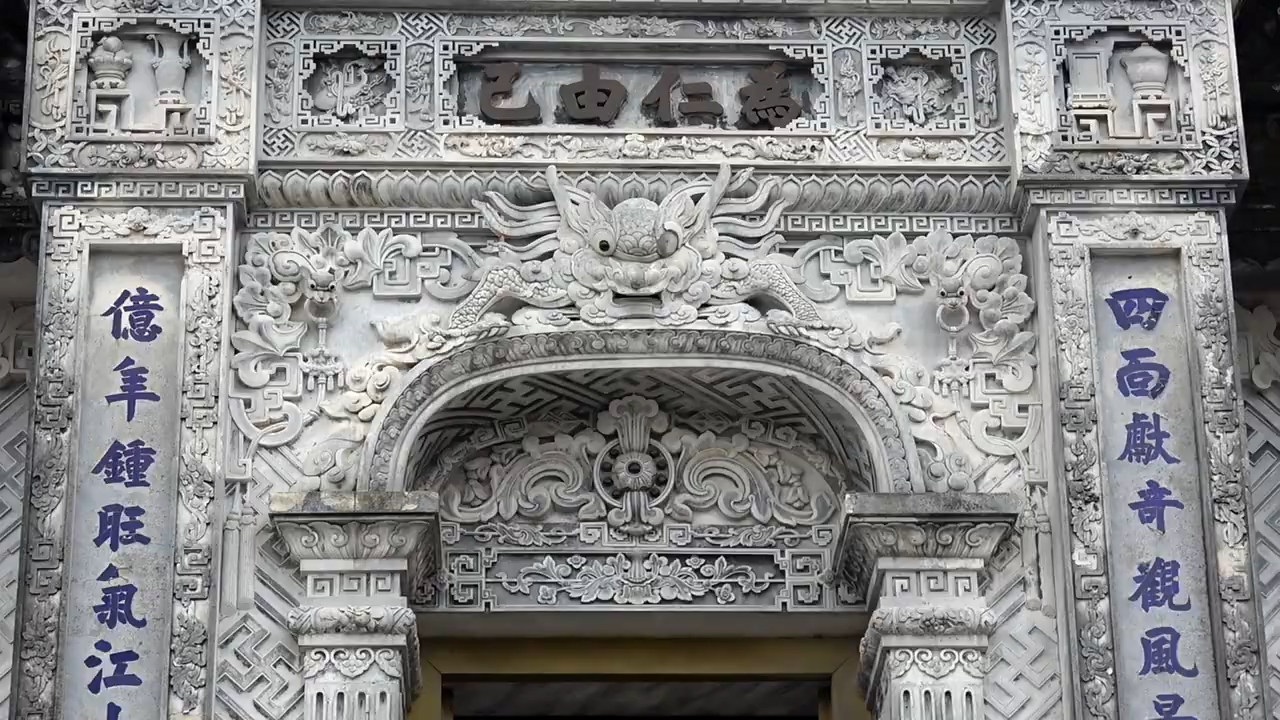 為仁由己
四面獻奇觀風
億年鍾旺氣江